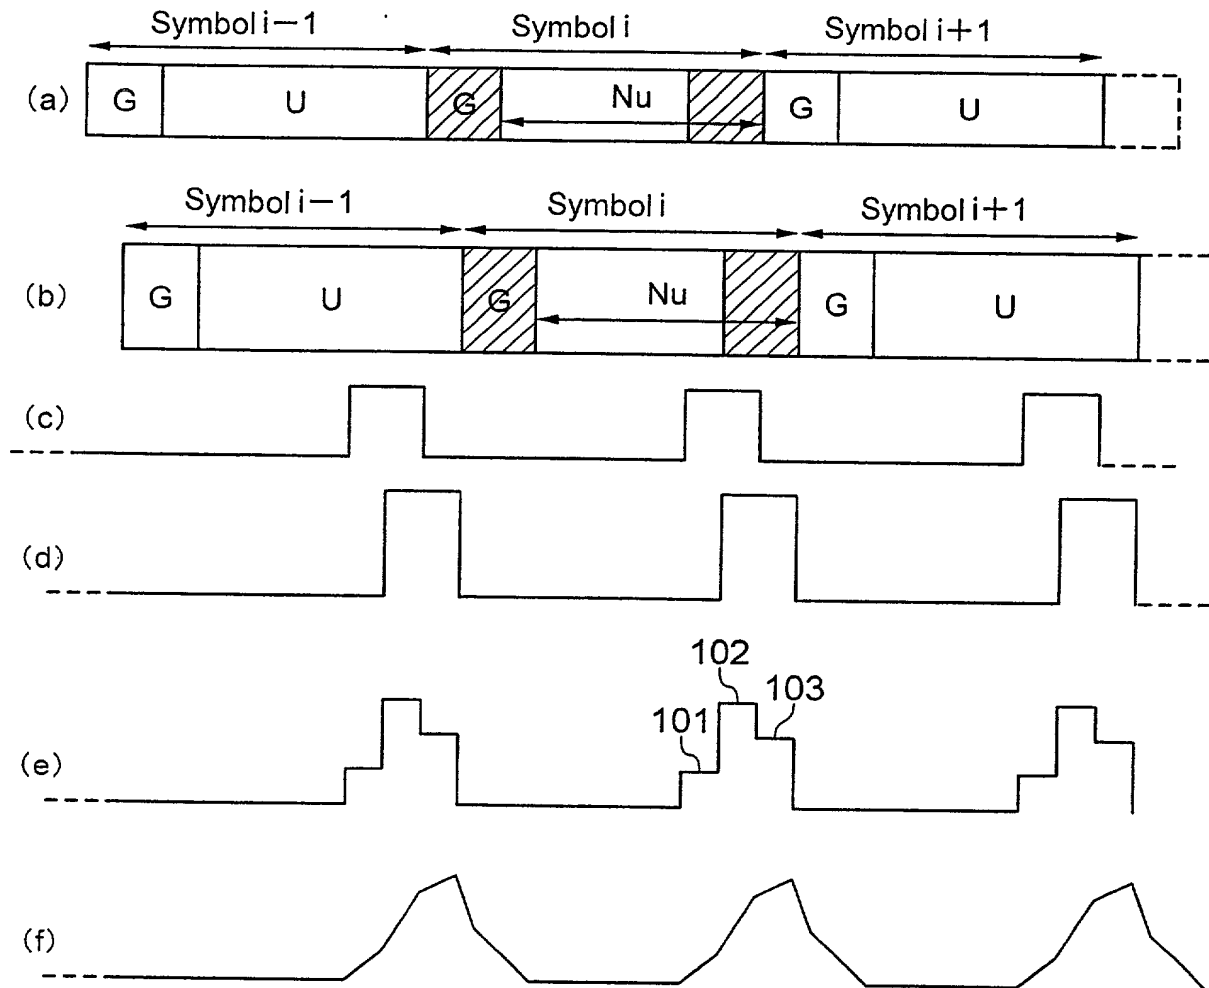 Symbol i−1 Symbol i Symbol i+1
(a) G U G Nu G U
Symbol i−1 Symbol i Symbol i+1
(b) G U G Nu G U
(c)
(d)
102
101 103
(e)
(f)